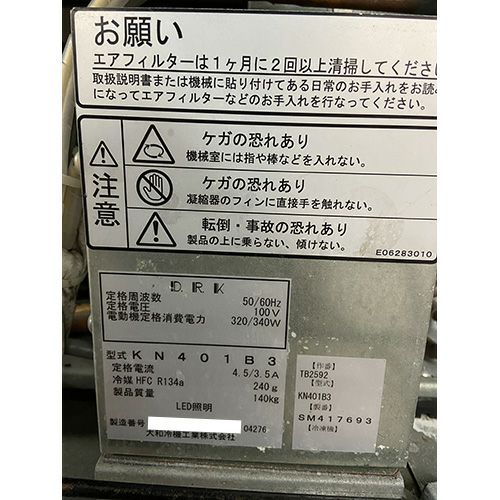 お願い
エアフィルターは1ヶ月に2回以上清掃してくださ
取扱説明書または機械に貼り付けてある日常のお手入れをお読み
になってエアフィルターなどのお手入れを行なってください。
注意
ケガの恐れあり
機械室には指や棒などを入れない。
ケガの恐れあり
凝縮器のフィンに直接手を触れない。
転倒・事故の恐れあり
製品の上に乗らない、傾けない。
E06283010
D.R.K
定格周波数 50/60Hz
定格電圧 100V
電動機定格消費電力 320/340W
型式 KN401B3
定格電流 4.5/3.5A
冷媒 HFC R134a 240g
製品質量 140kg
LED照明
製造番号 04276
大和冷機工業株式会社
【作番】
TB2592
【型式】
KN401B3
【製番】
SM417693
【冷凍機】